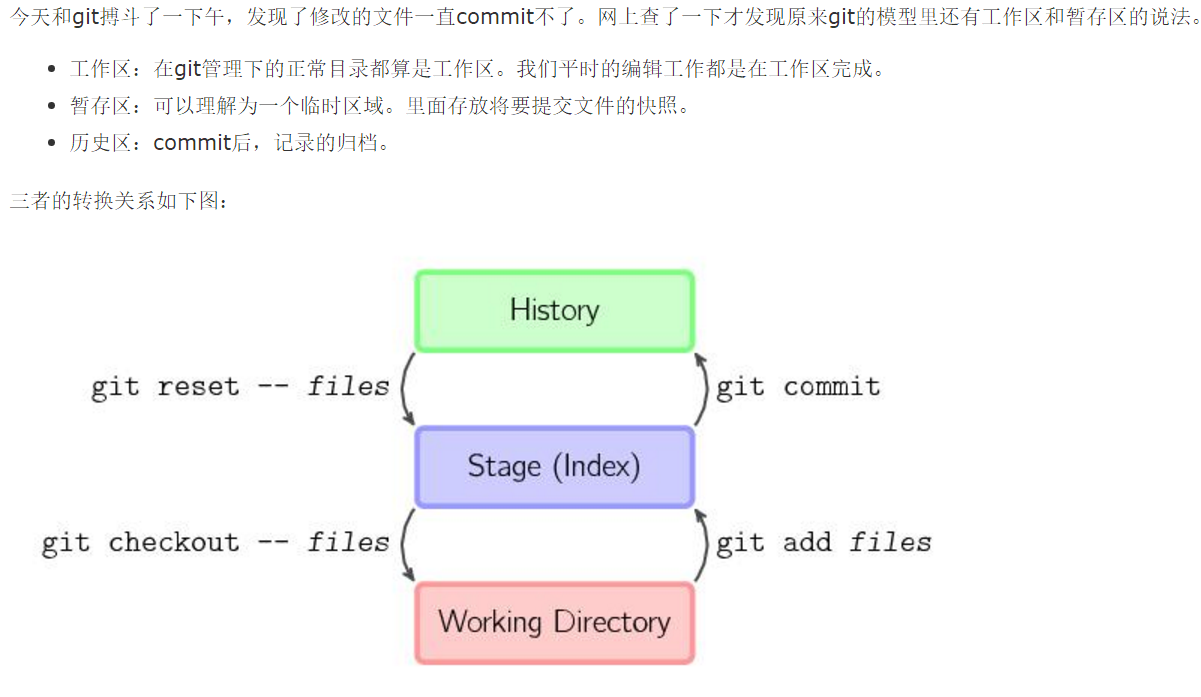 今天和git搏斗了一下午，发现了修改的文件一直commit不了。网上查了一下才发现原来git的模型里还有工作区和暂存区的说法。
• 工作区：在git管理下的正常目录都算是工作区。我们平时的编辑工作都是在工作区完成。
• 暂存区：可以理解为一个临时区域。里面存放将要提交文件的快照。
• 历史区：commit后，记录的归档。
三者的转换关系如下图：
History
git reset -- files
git commit
Stage (Index)
git checkout -- files
git add files
Working Directory